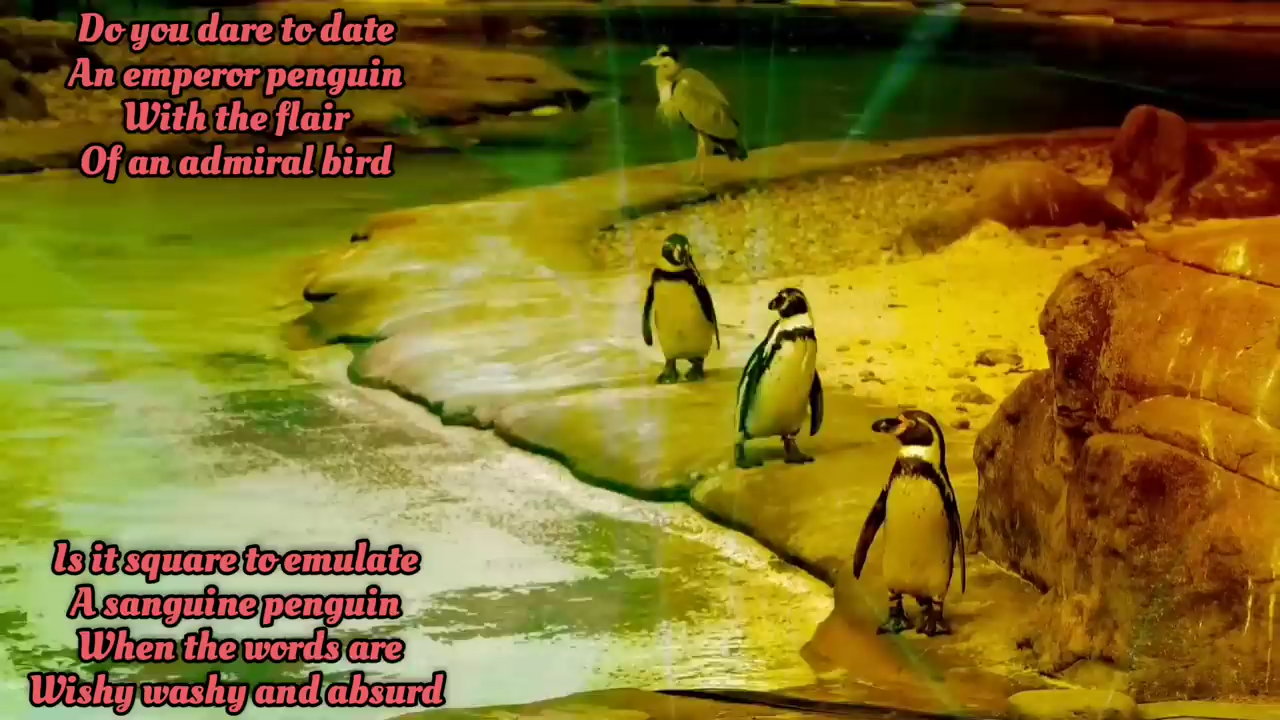 Do you dare to date
An emperor penguin
With the flair
Of an admiral bird
Is it square to emulate
A sanguine penguin
When the words are
Wishy washy and absurd